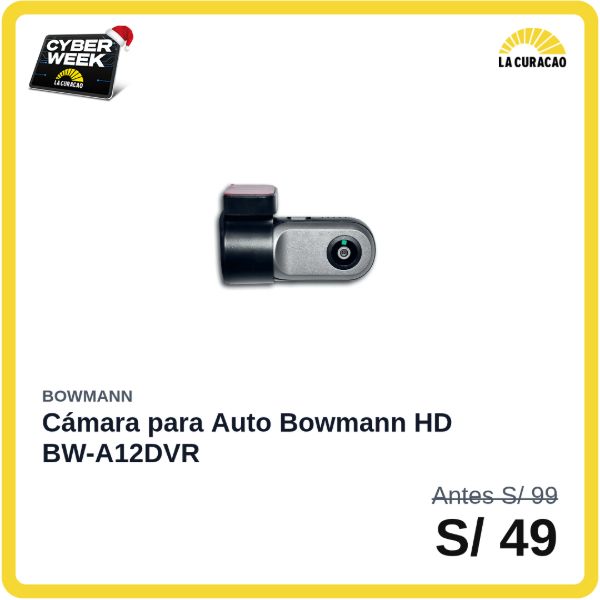 CYBER
WEEK
LA CURACAO
LA CURACAO
BOWMANN
Cámara para Auto Bowmann HD
BW-A12DVR
Antes S/ 99
S/ 49